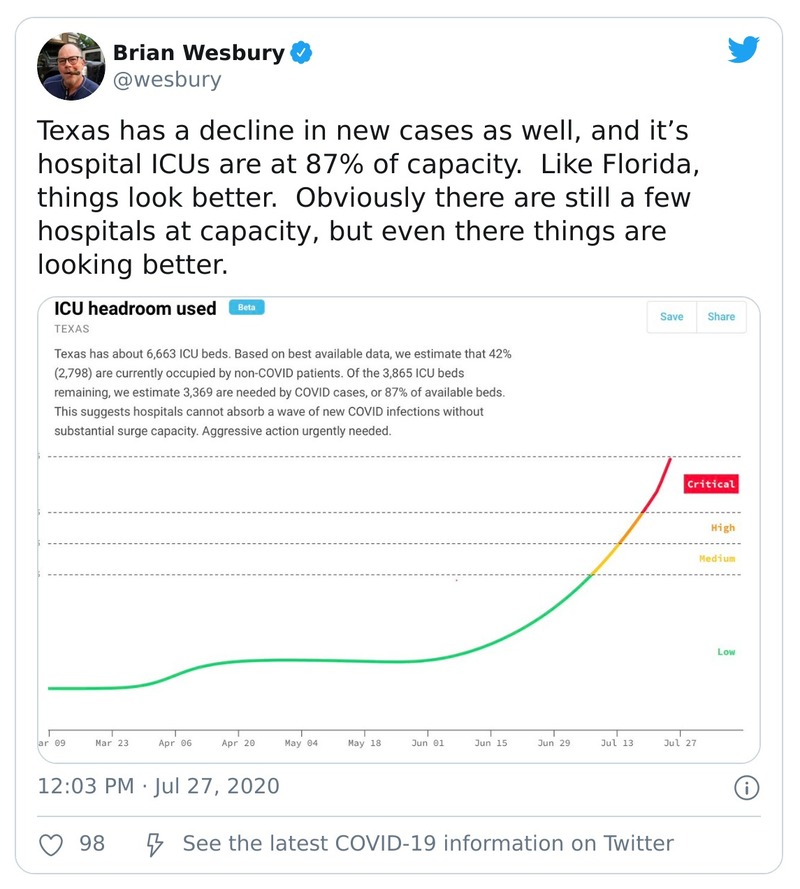 Brian Wesbury
@wesbury
Texas has a decline in new cases as well, and it’s
hospital ICUs are at 87% of capacity.  Like Florida,
things look better.  Obviously there are still a few
hospitals at capacity, but even there things are
looking better.
ICU headroom used
Beta
Save
Share
TEXAS
Texas has about 6,663 ICU beds. Based on best available data, we estimate that 42%
(2,798) are currently occupied by non-COVID patients. Of the 3,865 ICU beds
remaining, we estimate 3,369 are needed by COVID cases, or 87% of available beds.
This suggests hospitals cannot absorb a wave of new COVID infections without
substantial surge capacity. Aggressive action urgently needed.
Critical
High
Medium
Low
ar 09
Mar 23
Apr 06
Apr 20
May 04
May 18
Jun 01
Jun 15
Jun 29
Jul 13
Jul 27
12:03 PM · Jul 27, 2020
98
See the latest COVID-19 information on Twitter